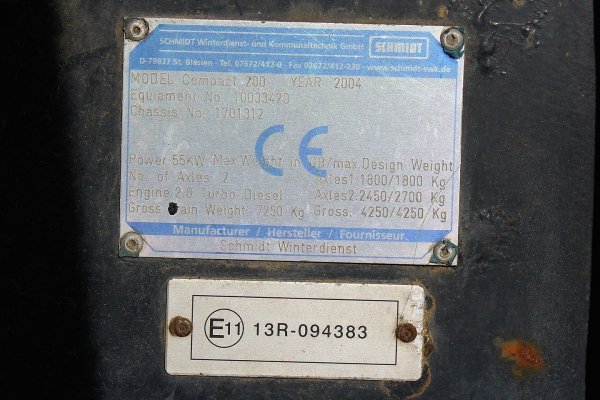 SCHMIDT Winterdienst- und Kommunaltechnik GmbH SCHMIDT
D-79837 St. Blasien - Tel. 07672/412-0 - Fax 07672/412-230 - www.schmidt-swk.com
MODEL Compact 200 YEAR 2004
Equipment No. 10033420
Chassis No. 1701312
CE
Power: 55KW Max. Weight in GB/max. Design Weight
No. of Axles 2 Axles1:1800/1800 Kg
Engine 2.8 Turbo Diesel Axles2:2450/2700 Kg
Gross Train Weight: 7250 Kg Gross: 4250/4250 Kg
Manufacturer / Hersteller / Fournisseur
Schmidt Winterdienst
E11 13R-094383